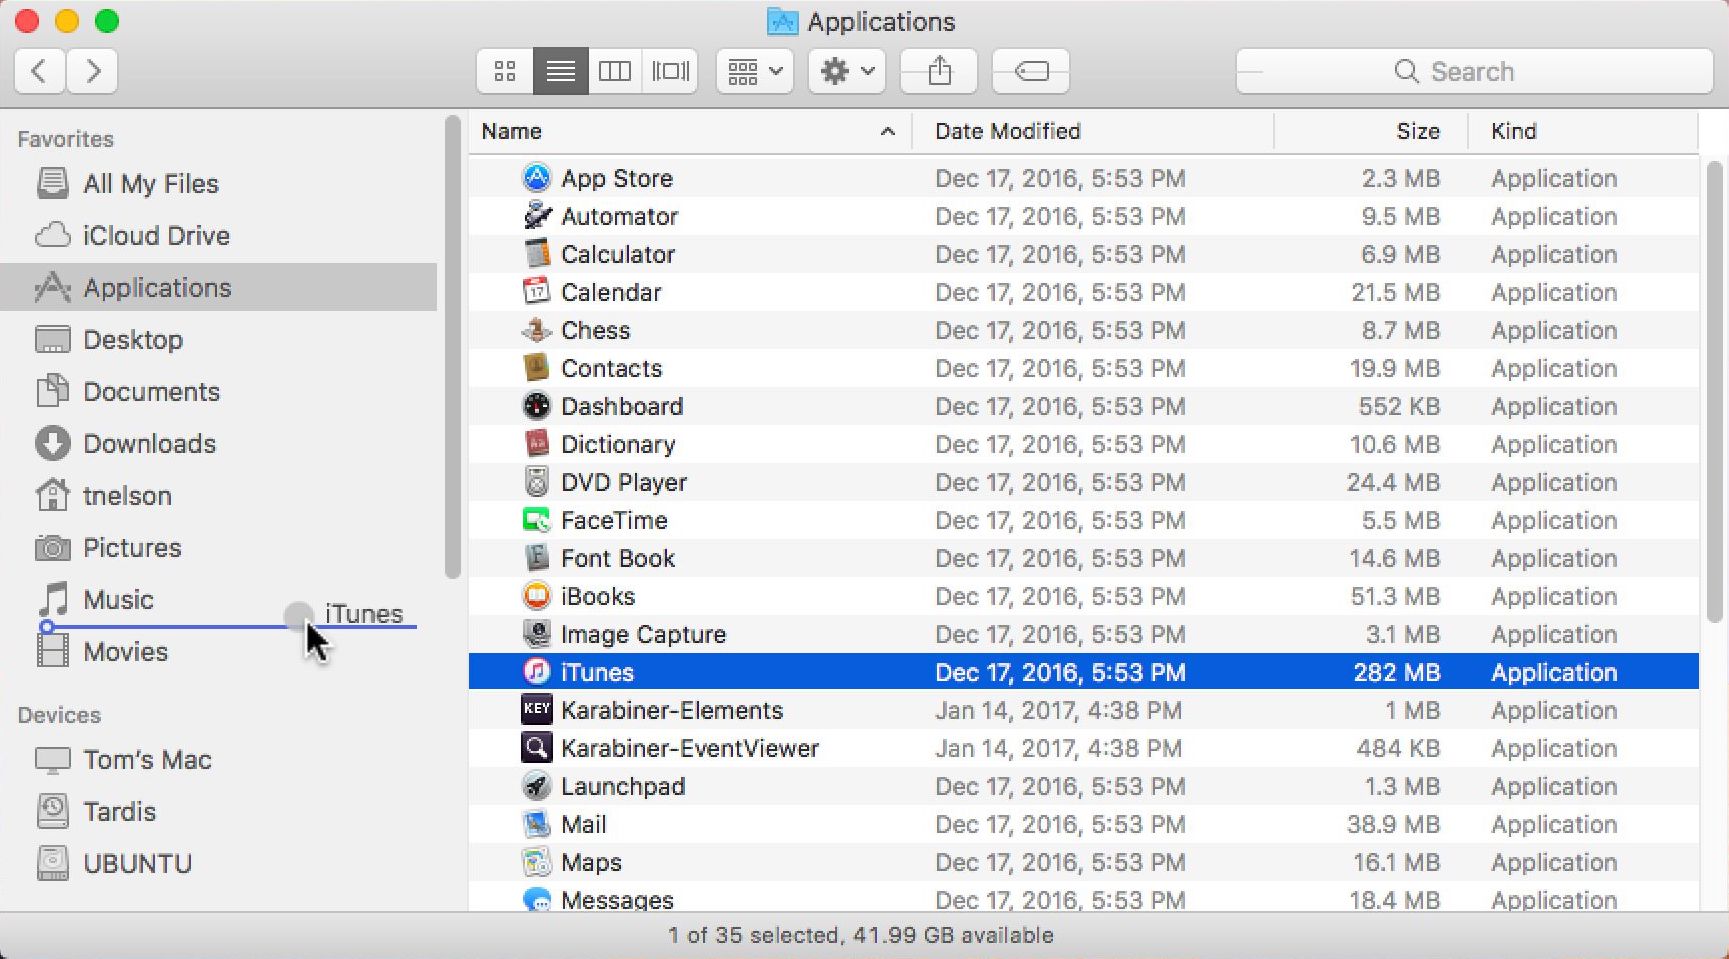 Applications
Search
Favorites
All My Files
iCloud Drive
Applications
Desktop
Documents
Downloads
tnelson
Pictures
Music
iTunes
Movies
Devices
Tom's Mac
Tardis
UBUNTU
Name Date Modified Size Kind
App Store Dec 17, 2016, 5:53 PM 2.3 MB Application
Automator Dec 17, 2016, 5:53 PM 9.5 MB Application
Calculator Dec 17, 2016, 5:53 PM 6.9 MB Application
17 Calendar Dec 17, 2016, 5:53 PM 21.5 MB Application
Chess Dec 17, 2016, 5:53 PM 8.7 MB Application
Contacts Dec 17, 2016, 5:53 PM 19.9 MB Application
Dashboard Dec 17, 2016, 5:53 PM 552 KB Application
Aa Dictionary Dec 17, 2016, 5:53 PM 10.6 MB Application
DVD Player Dec 17, 2016, 5:53 PM 24.4 MB Application
FaceTime Dec 17, 2016, 5:53 PM 5.5 MB Application
F Font Book Dec 17, 2016, 5:53 PM 14.6 MB Application
iBooks Dec 17, 2016, 5:53 PM 51.3 MB Application
Image Capture Dec 17, 2016, 5:53 PM 3.1 MB Application
iTunes Dec 17, 2016, 5:53 PM 282 MB Application
KEY Karabiner-Elements Jan 14, 2017, 4:38 PM 1 MB Application
Karabiner-EventViewer Jan 14, 2017, 4:38 PM 484 KB Application
Launchpad Dec 17, 2016, 5:53 PM 1.3 MB Application
Mail Dec 17, 2016, 5:53 PM 38.9 MB Application
Maps Dec 17, 2016, 5:53 PM 16.1 MB Application
Messages Dec 17, 2016, 5:53 PM 18.4 MB Application
1 of 35 selected, 41.99 GB available